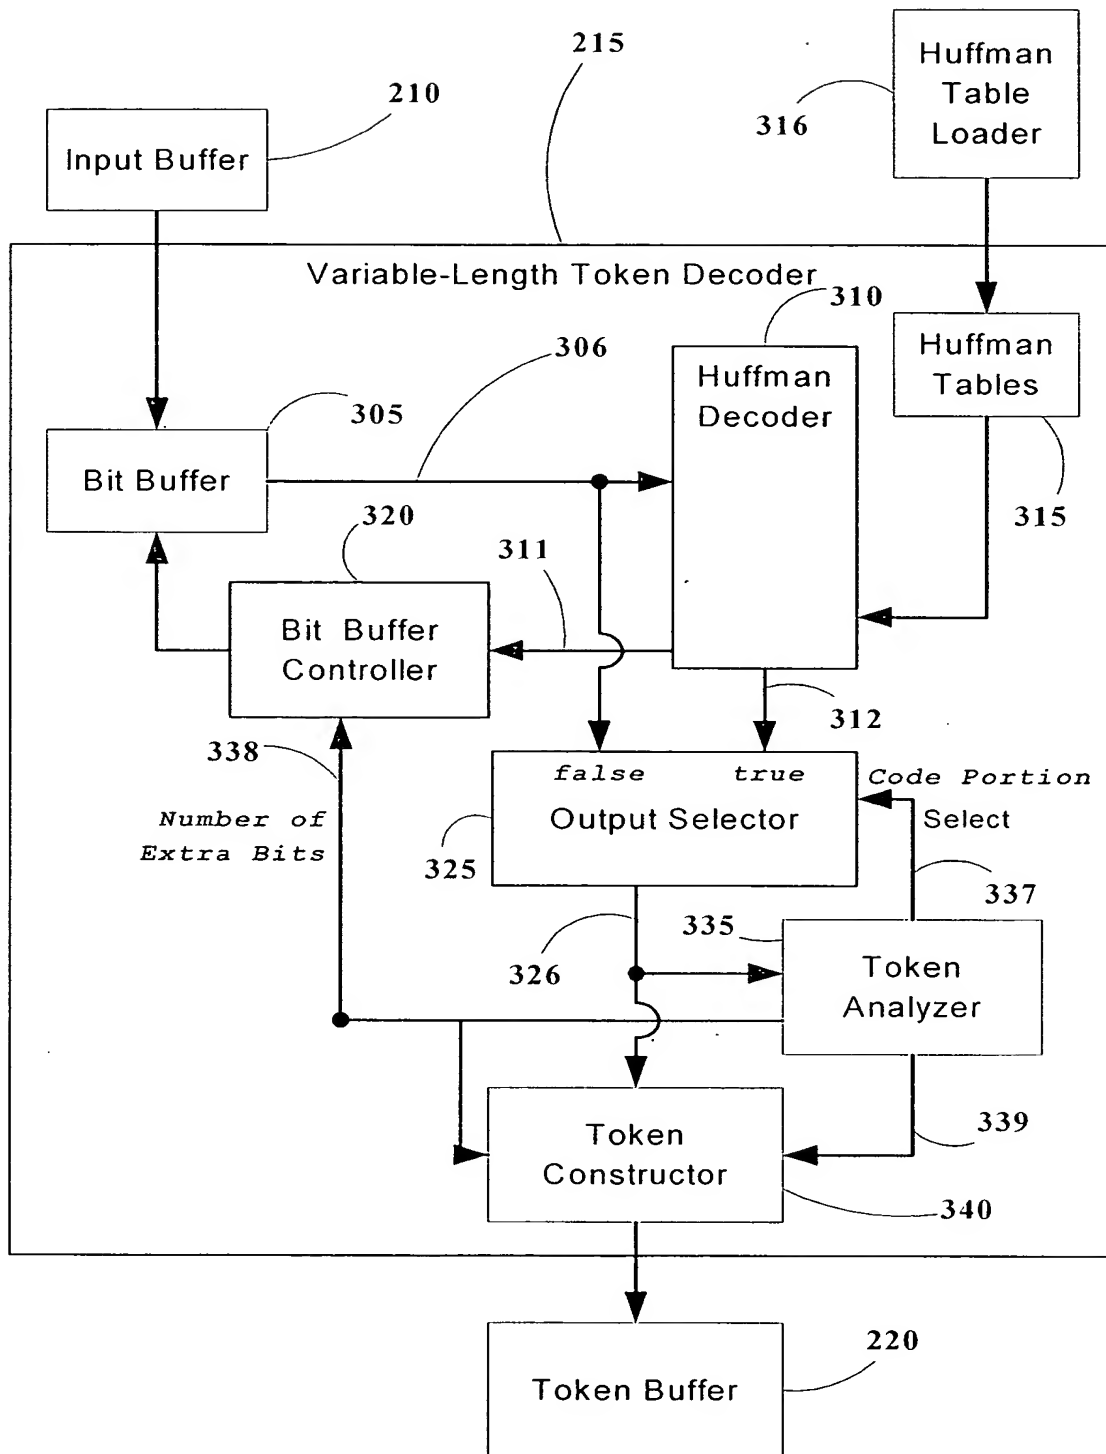 215
Huffman
Table
Loader
210
316
Input Buffer
Variable-Length Token Decoder
310
306
Huffman
Decoder
Huffman
Tables
305
Bit Buffer
320
311
315
Bit Buffer
Controller
312
338
false true
Code Portion
Select
Output Selector
Number of
Extra Bits
325
337
335
326
Token
Analyzer
339
Token
Constructor
340
220
Token Buffer